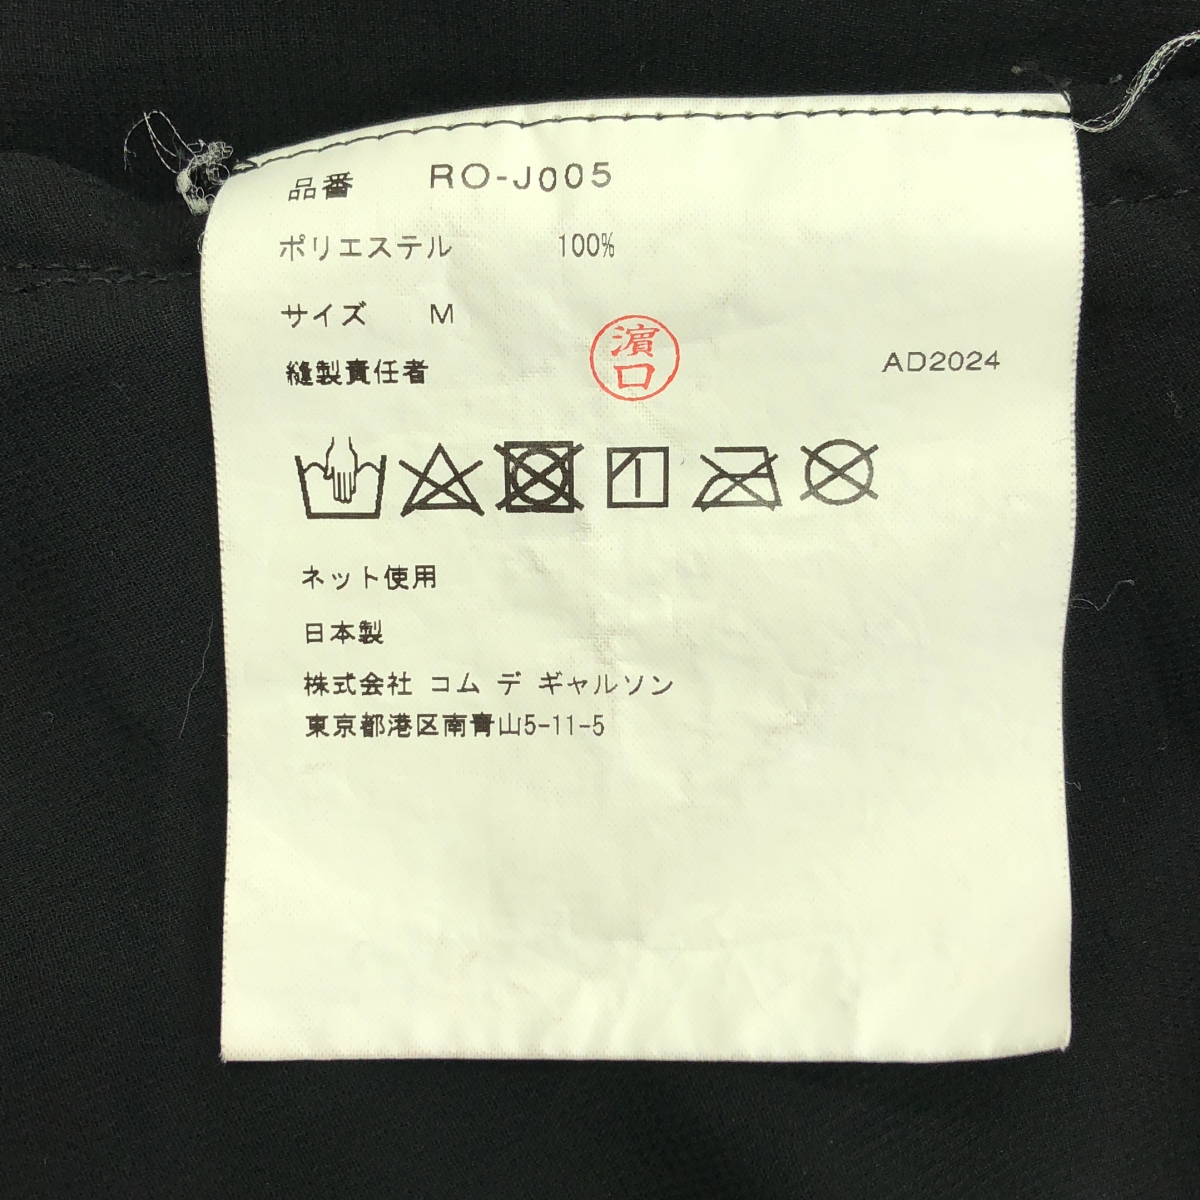 品番 RO-J005
ポリエステル 100%
サイズ M
縫製責任者 濱口 AD2024
ネット使用
日本製
株式会社 コム デ ギャルソン
東京都港区南青山5-11-5